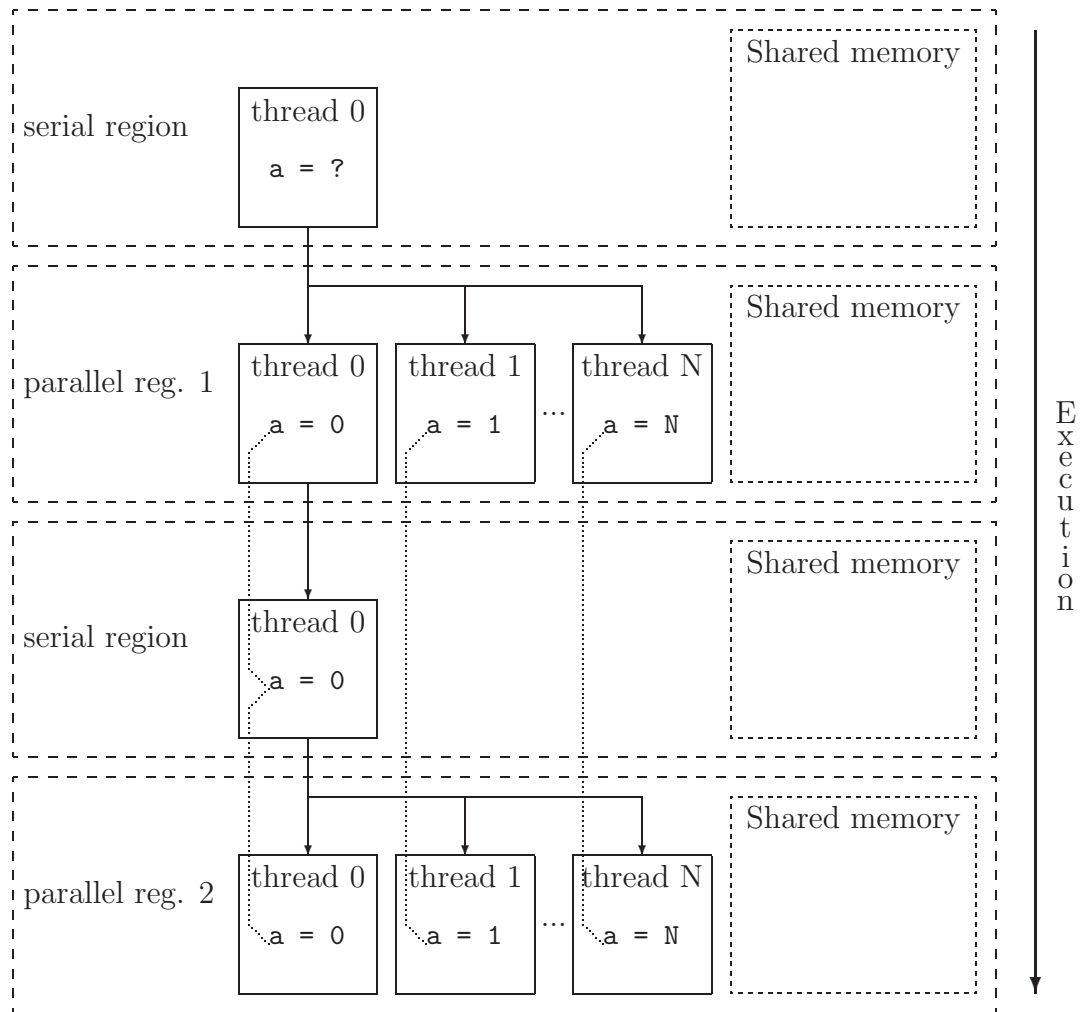 Shared memory
thread 0
serial region
a = ?
Shared memory
thread 0 thread 1 thread N
parallel reg. 1
a = 0 a = 1 ... a = N
Execution
Shared memory
thread 0
serial region
a = 0
Shared memory
thread 0 thread 1 thread N
parallel reg. 2
a = 0 a = 1 ... a = N